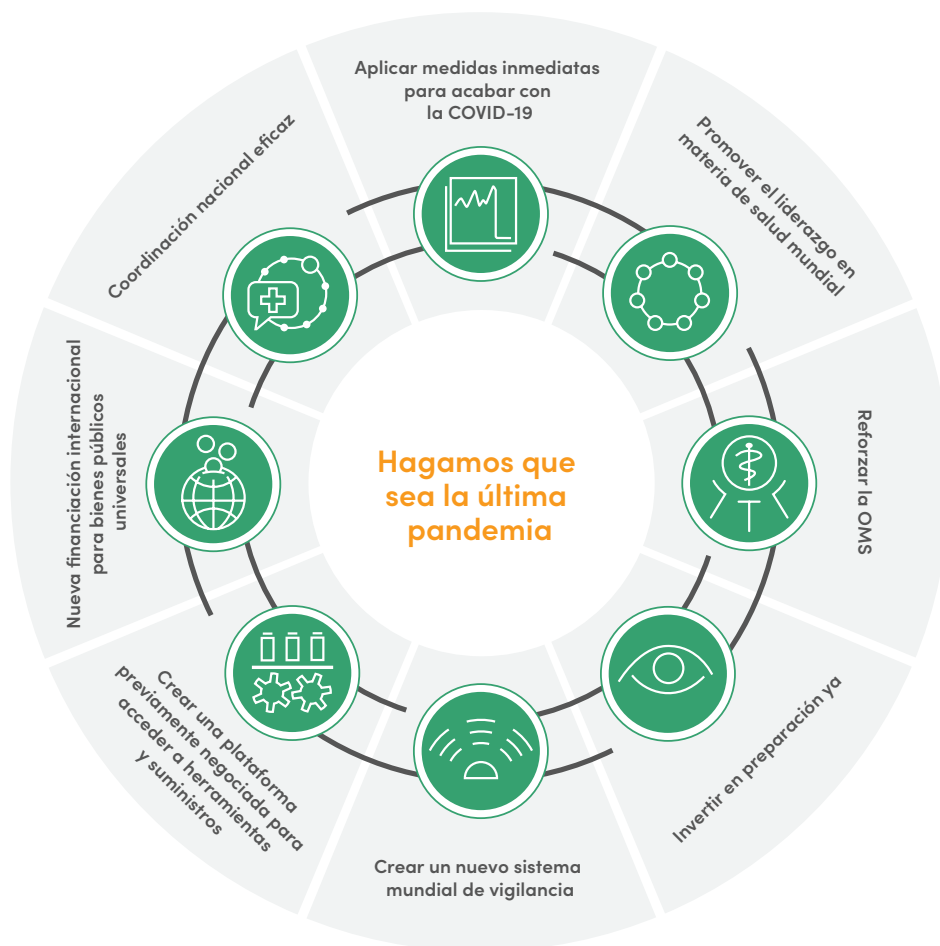 Aplicar medidas inmediatas
para acabar con
la COVID-19
Promover el liderazgo en
materia de salud mundial
Reforzar la OMS
Invertir en preparación ya
Crear un nuevo sistema
mundial de vigilancia
Crear una plataforma
previamente negociada para
acceder a herramientas
y suministros
Nueva financiación internacional
para bienes públicos
universales
Coordinación nacional eficaz
Hagamos que
sea la última
pandemia